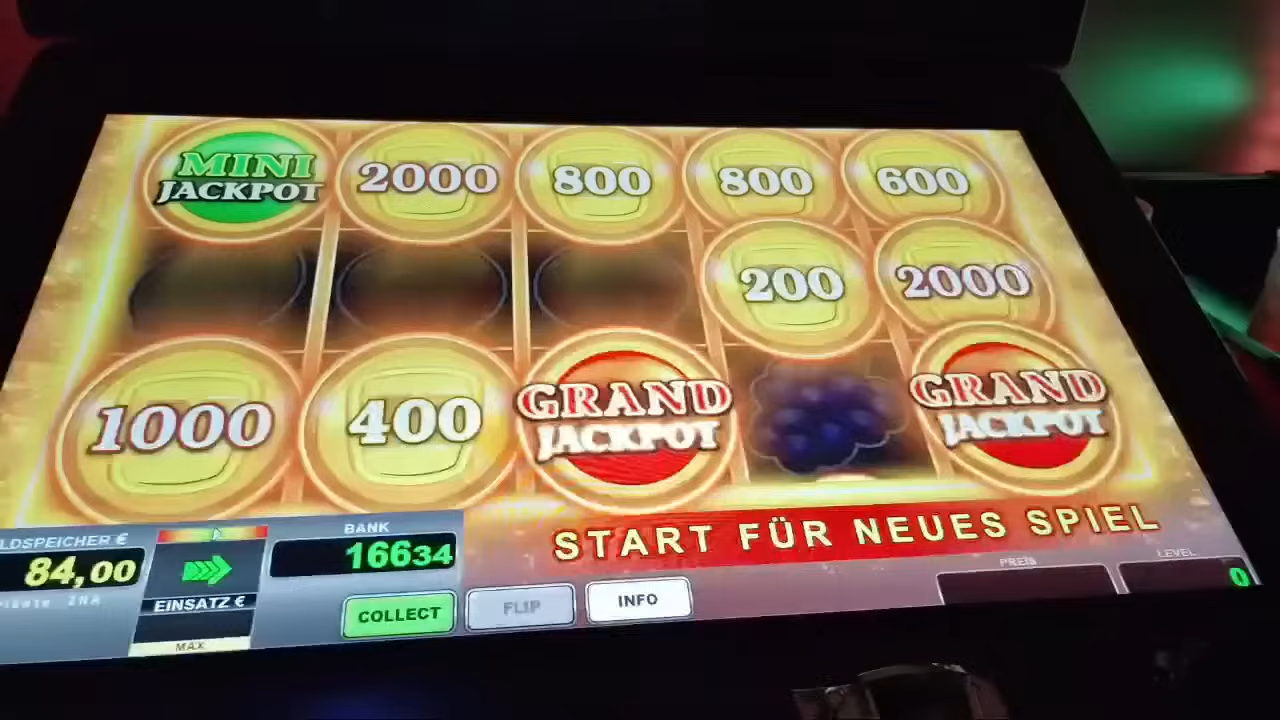 MINI JACKPOT
2000
800
800
600
200
2000
1000
400
GRAND JACKPOT
GRAND JACKPOT
START FÜR NEUES SPIEL
LDSPEICHER €
84,00
EINSATZ €
MAX
BANK
16634
COLLECT
FLIP
INFO
PREIS
LEVEL
0